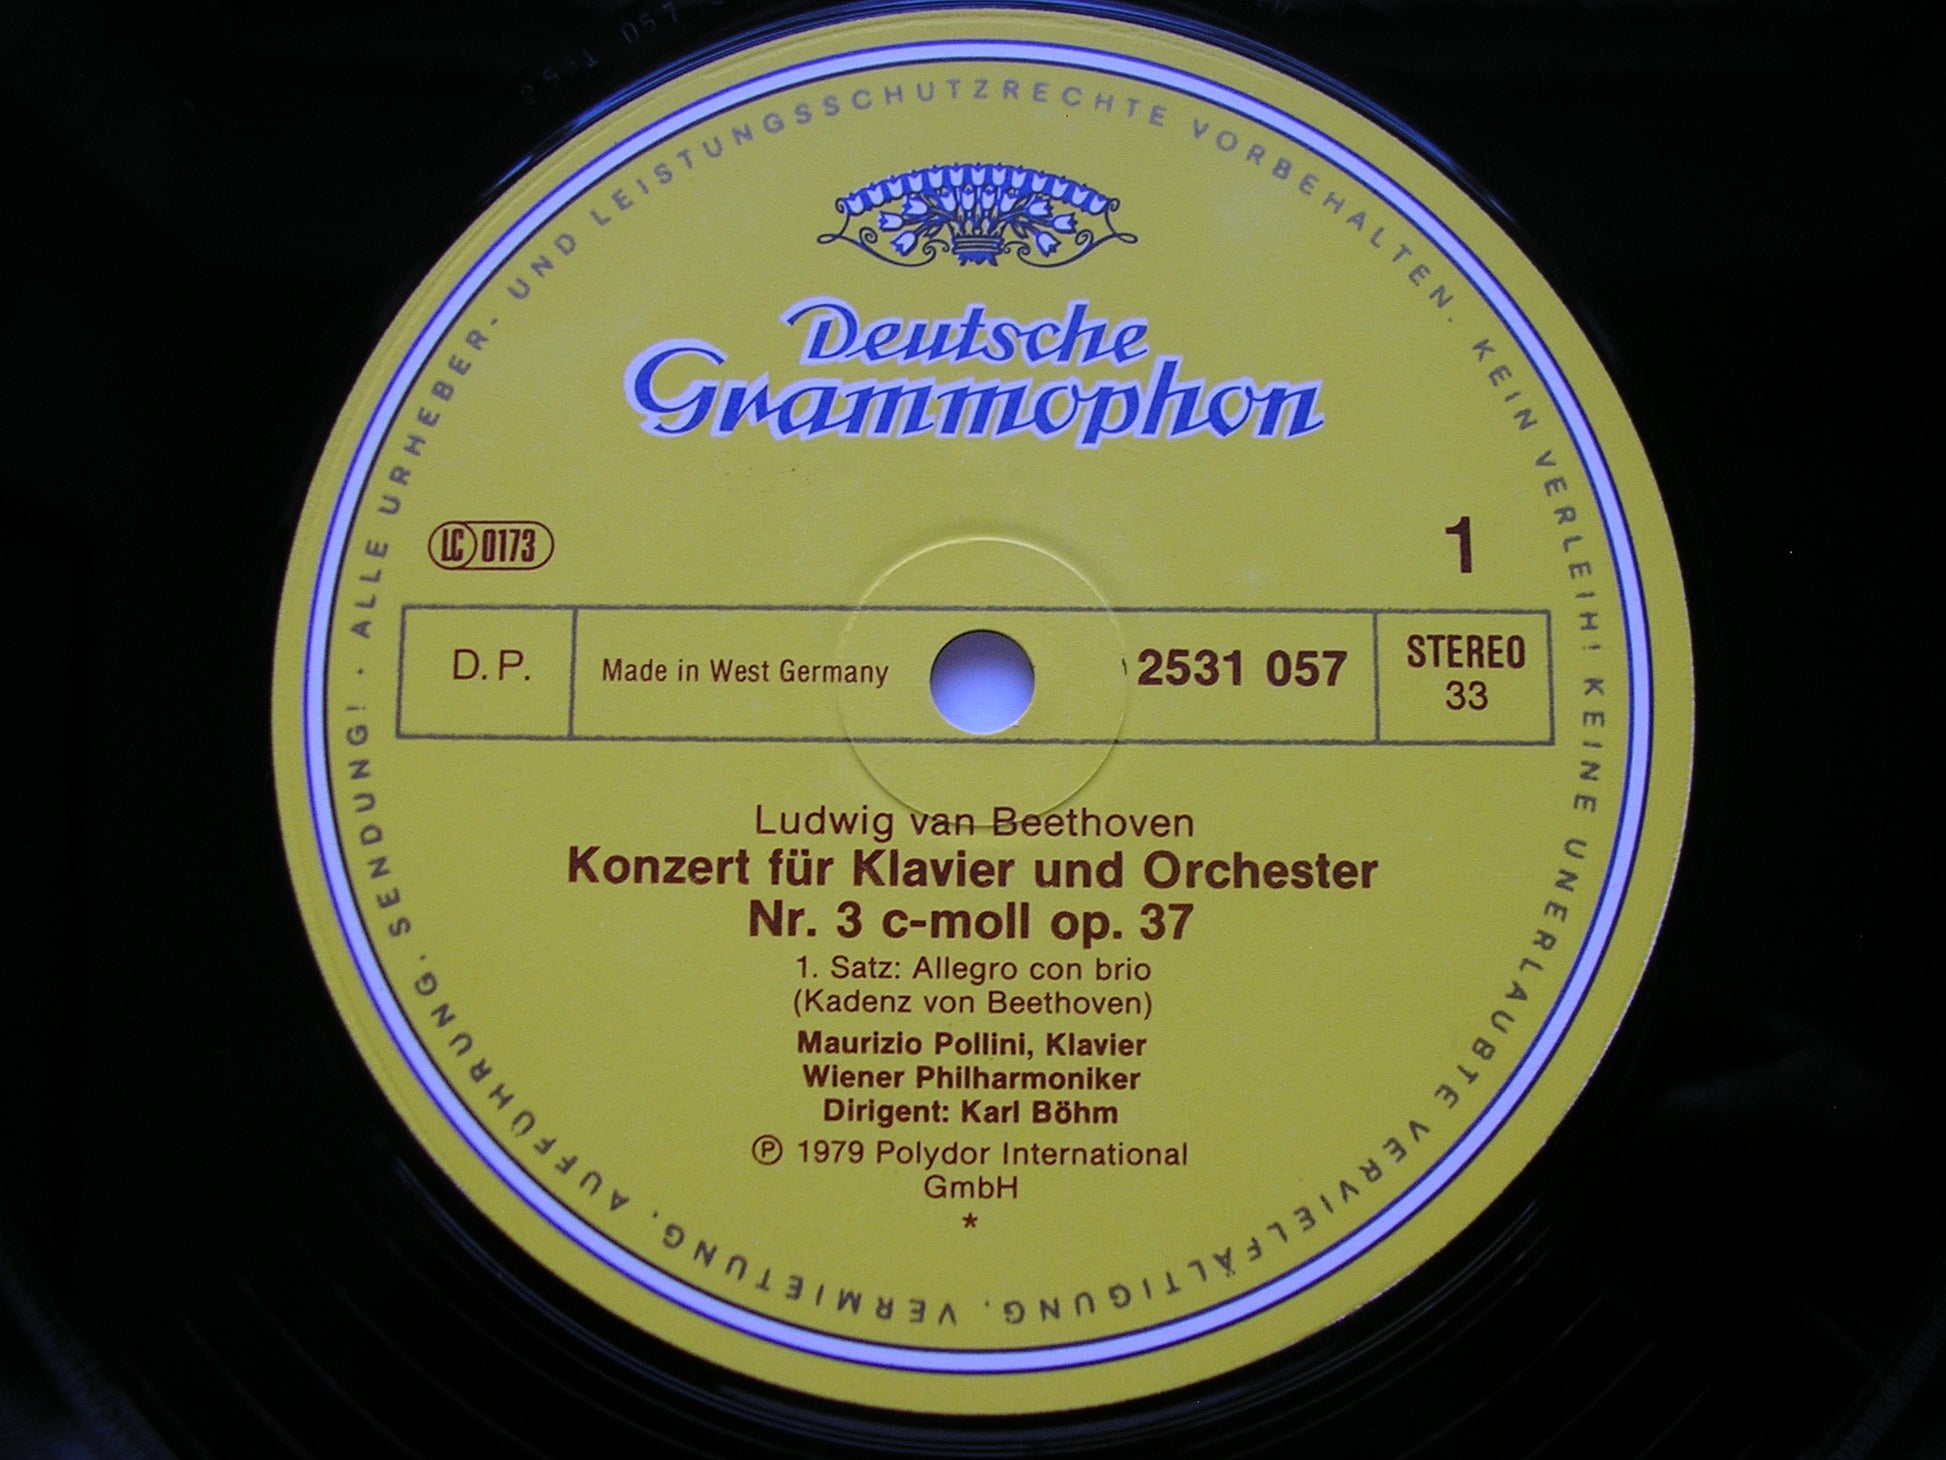 2531 057
ALLE URHEBER- UND LEISTUNGSSCHUTZRECHTE VORBEHALTEN. KEIN VERLEIH! KEINE UNERLAUBTE VERVIELFÄLTIGUNG, VERMIETUNG, AUFFÜHRUNG, SENDUNG! ·
Deutsche
Grammophon
LC 0173
1
D.P.
Made in West Germany
2531 057
STEREO
33
Ludwig van Beethoven
Konzert für Klavier und Orchester
Nr. 3 c-moll op. 37
1. Satz: Allegro con brio
(Kadenz von Beethoven)
Maurizio Pollini, Klavier
Wiener Philharmoniker
Dirigent: Karl Böhm
℗ 1979 Polydor International
GmbH
*